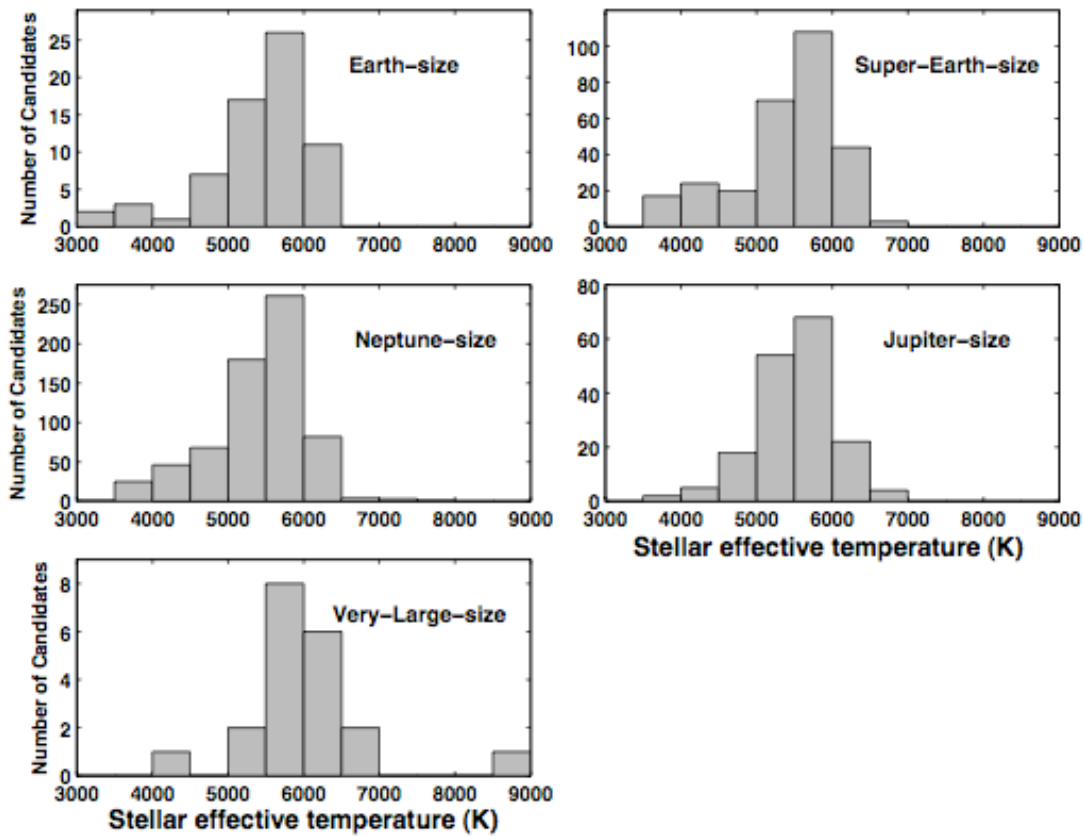 Number of Candidates
25
20
15
10
5
0
Earth-size
3000 4000 5000 6000 7000 8000 9000
100
80
60
40
20
0
Super-Earth-size
3000 4000 5000 6000 7000 8000 9000
Number of Candidates
250
200
150
100
50
0
Neptune-size
3000 4000 5000 6000 7000 8000 9000
80
60
40
20
0
Jupiter-size
3000 4000 5000 6000 7000 8000 9000
Stellar effective temperature (K)
Number of Candidates
8
6
4
2
0
Very-Large-size
3000 4000 5000 6000 7000 8000 9000
Stellar effective temperature (K)